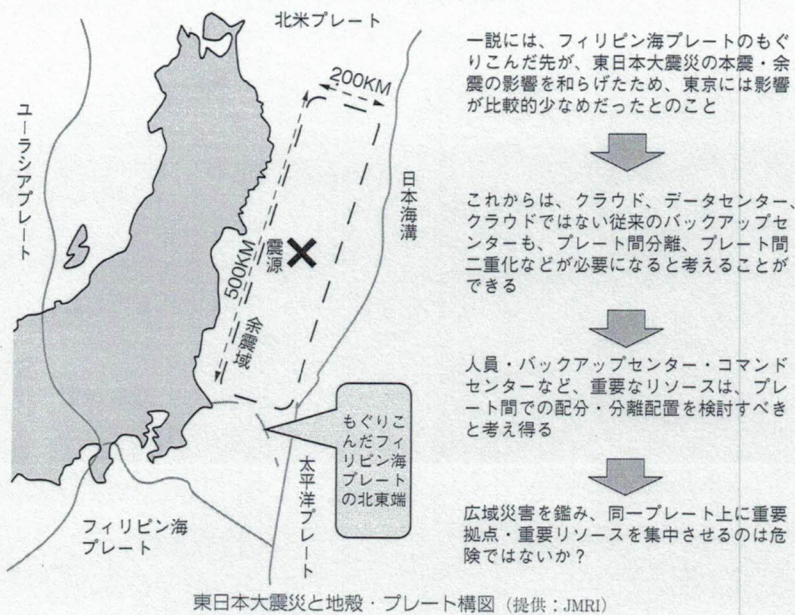 北米プレート
ユーラシアプレート
200KM
500KM
震源
余震域
日本海溝
もぐりこ
んだフィ
リピン海
プレート
の北東端
太平洋プレート
フィリピン海
プレート
一説には、フィリピン海プレートのもぐ
りこんだ先が、東日本大震災の本震・余
震の影響を和らげたため、東京には影響
が比較的少なめだったとのこと
これからは、クラウド、データセンター、
クラウドではない従来のバックアップセ
ンターも、プレート間分離、プレート間
二重化などが必要になると考えることが
できる
人員・バックアップセンター・コマンド
センターなど、重要なリソースは、プレ
ート間での配分・分離配置を検討すべき
と考え得る
広域災害を鑑み、同一プレート上に重要
拠点・重要リソースを集中させるのは危
険ではないか？
東日本大震災と地殻・プレート構図（提供：JMRI）